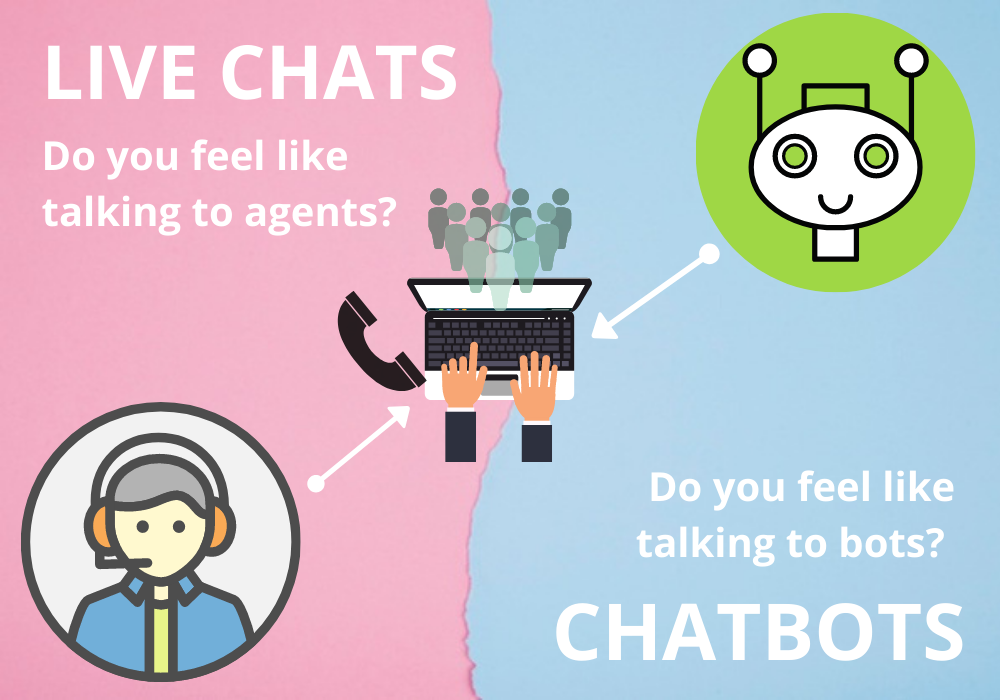 LIVE CHATS
Do you feel like
talking to agents?
Do you feel like
talking to bots?
CHATBOTS